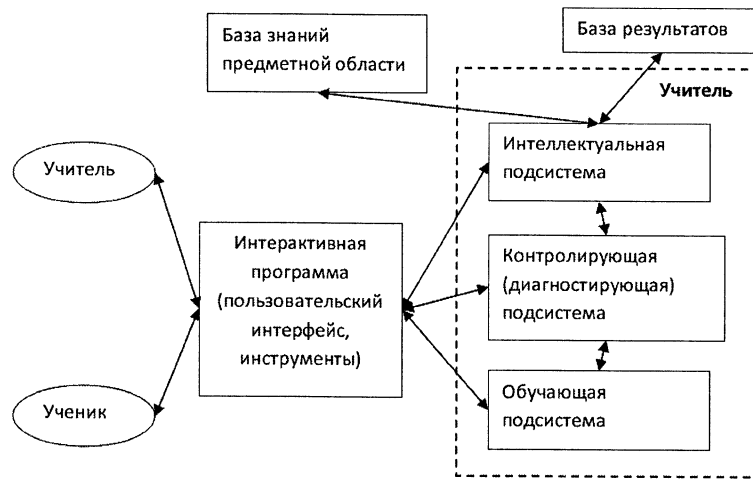 База знаний
предметной области
База результатов
Учитель
Интеллектуальная
подсистема
Учитель
Интерактивная
программа
(пользовательский
интерфейс,
инструменты)
Контролирующая
(диагностирующая)
подсистема
Ученик
Обучающая
подсистема